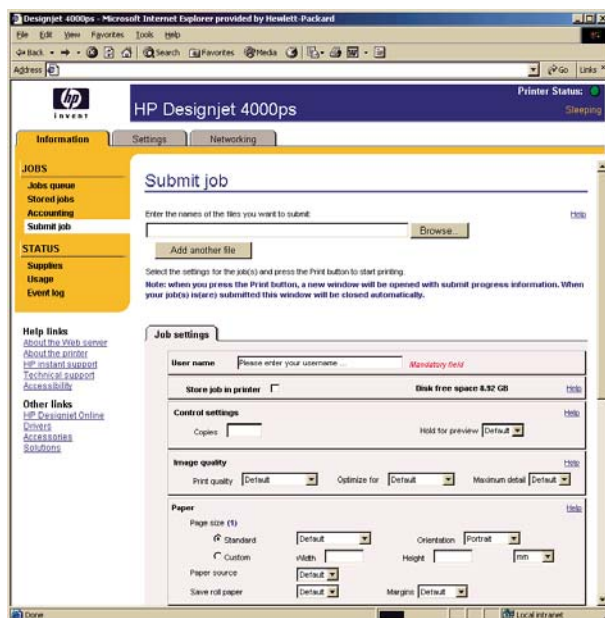 Designjet 4000ps - Microsoft Internet Explorer provided by Hewlett-Packard
File Edit View Favorites Tools Help
Back Search Favorites Media
Address Go Links »
hp
invent
HP Designjet 4000ps
Printer Status:
Sleeping
Information Settings Networking
JOBS
Jobs queue
Stored jobs
Accounting
Submit job
STATUS
Supplies
Usage
Event log
Help links
About the Web server
About the printer
HP instant support
Technical support
Accessibility
Other links
HP Designjet Online
Drivers
Accessories
Solutions
Submit job
Enter the names of the files you want to submit: Help
Browse...
Add another file
Select the settings for the job(s) and press the Print button to start printing.
Note: when you press the Print button, a new window will be opened with submit progress information. When
your job(s) is(are) submitted this window will be closed automatically.
Job settings
User name Please enter your username ... Mandatory field
Store job in printer Disk free space 8.92 GB Help
Control settings Help
Copies Hold for preview Default
Image quality Help
Print quality Default Optimize for Default Maximum detail Default
Paper Help
Page size (1)
Standard Default Orientation Portrait
Custom Width Height mm
Paper source Default
Save roll paper Default Margins Default
Done Local intranet